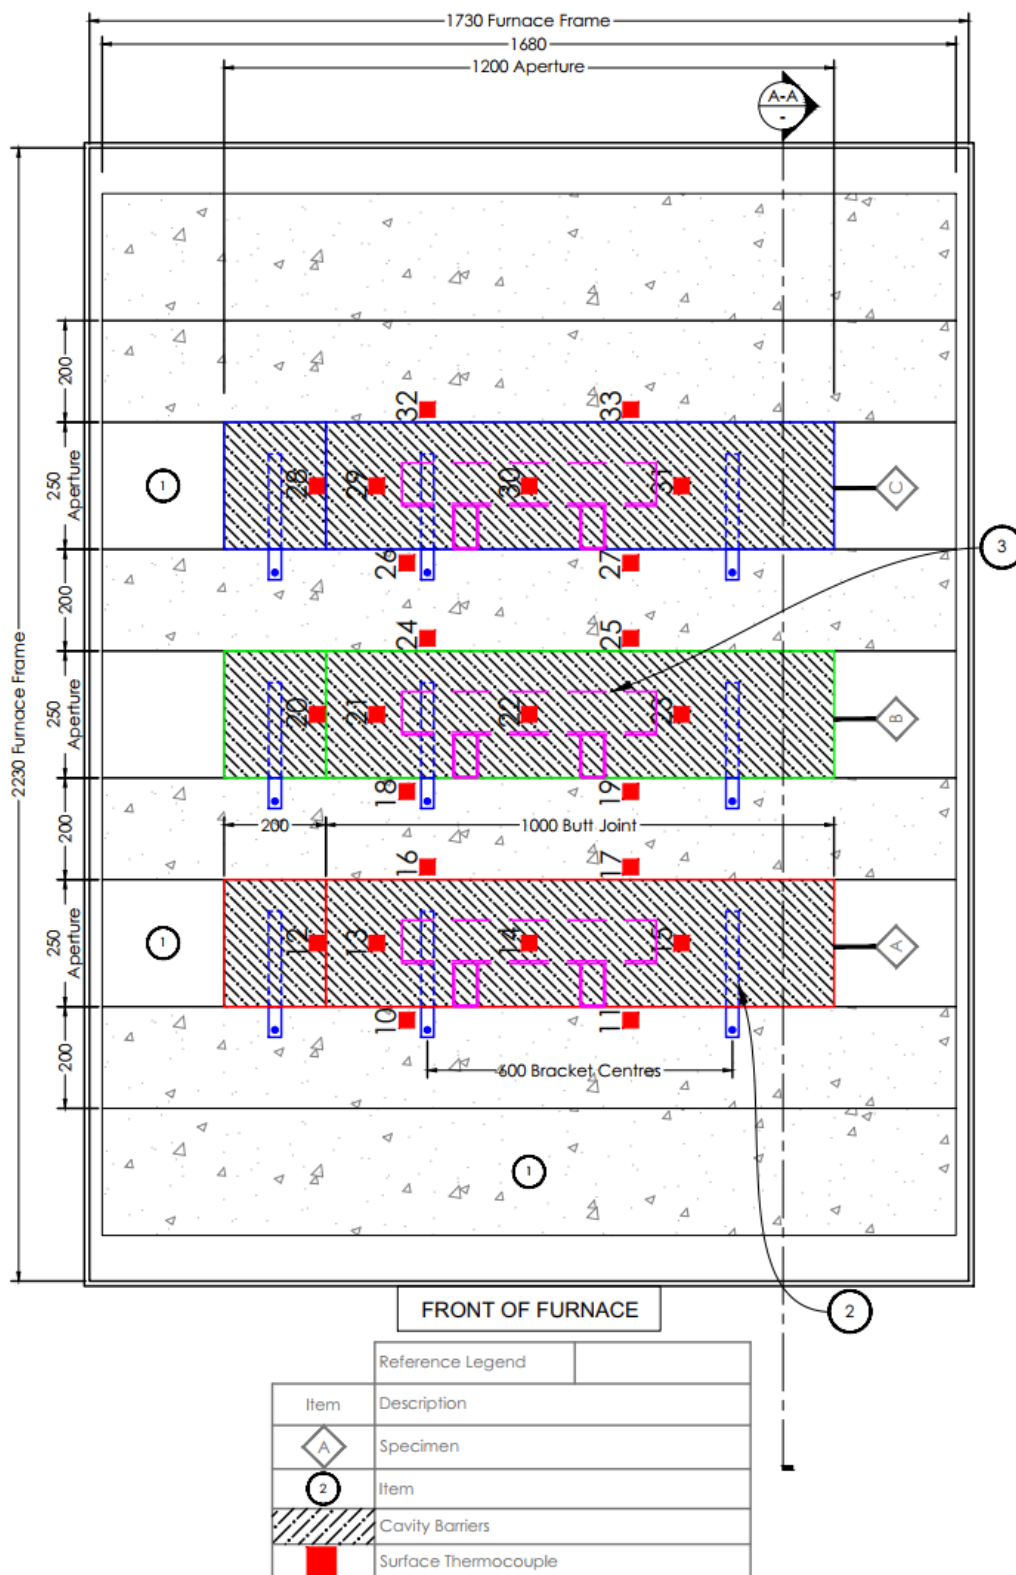 1730 Furnace Frame
1680
1200 Aperture
A-A
-
2230 Furnace Frame
200
32
33
250
Aperture
1
28
29
30
31
C
200
26
27
3
24
25
250
Aperture
20
21
22
23
B
200
18
19
200
1000 Butt Joint
16
17
250
Aperture
1
12
13
14
15
A
200
10
11
600 Bracket Centres
1
FRONT OF FURNACE
2
Reference Legend
Item
Description
A
Specimen
2
Item
Cavity Barriers
Surface Thermocouple